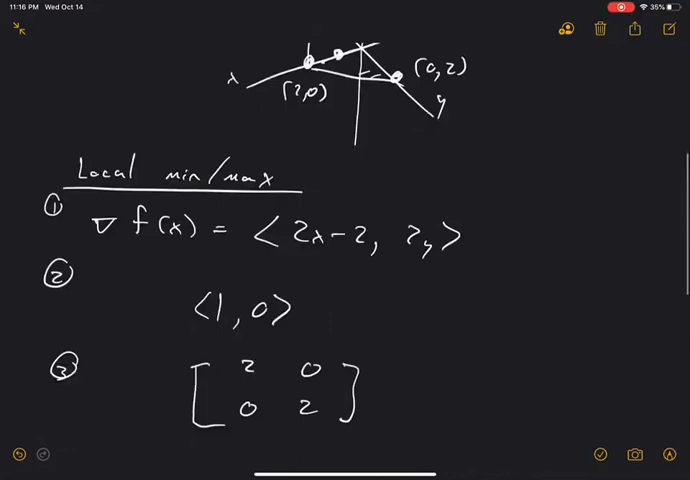 11:16 PM Wed Oct 14
35%
x
(2,0)
(0,2)
y
Local min/max
① ∇ f(x) = <2x-2, 2y>
② <1, 0>
③ [ 2 0
0 2 ]